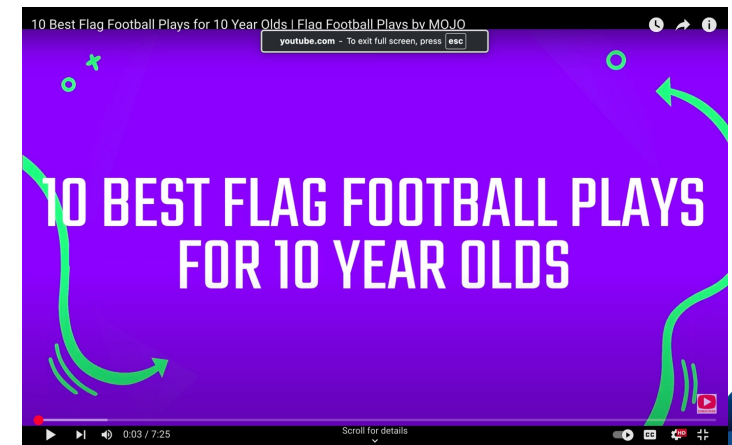 10 Best Flag Football Plays for 10 Year Olds | Flag Football Plays by MOJO
youtube.com – To exit full screen, press esc
10 BEST FLAG FOOTBALL PLAYS
FOR 10 YEAR OLDS
0:03 / 7:25
Scroll for details
CC
HD